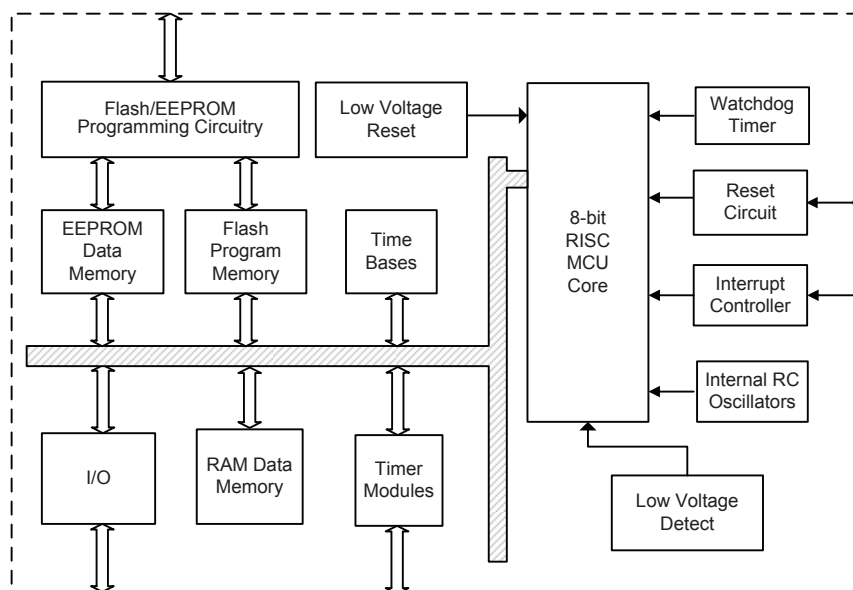 Flash/EEPROM
Programming Circuitry
Low Voltage
Reset
Watchdog
Timer
EEPROM
Data
Memory
Flash
Program
Memory
Time
Bases
8-bit
RISC
MCU
Core
Reset
Circuit
Interrupt
Controller
Internal RC
Oscillators
I/O
RAM Data
Memory
Timer
Modules
Low Voltage
Detect